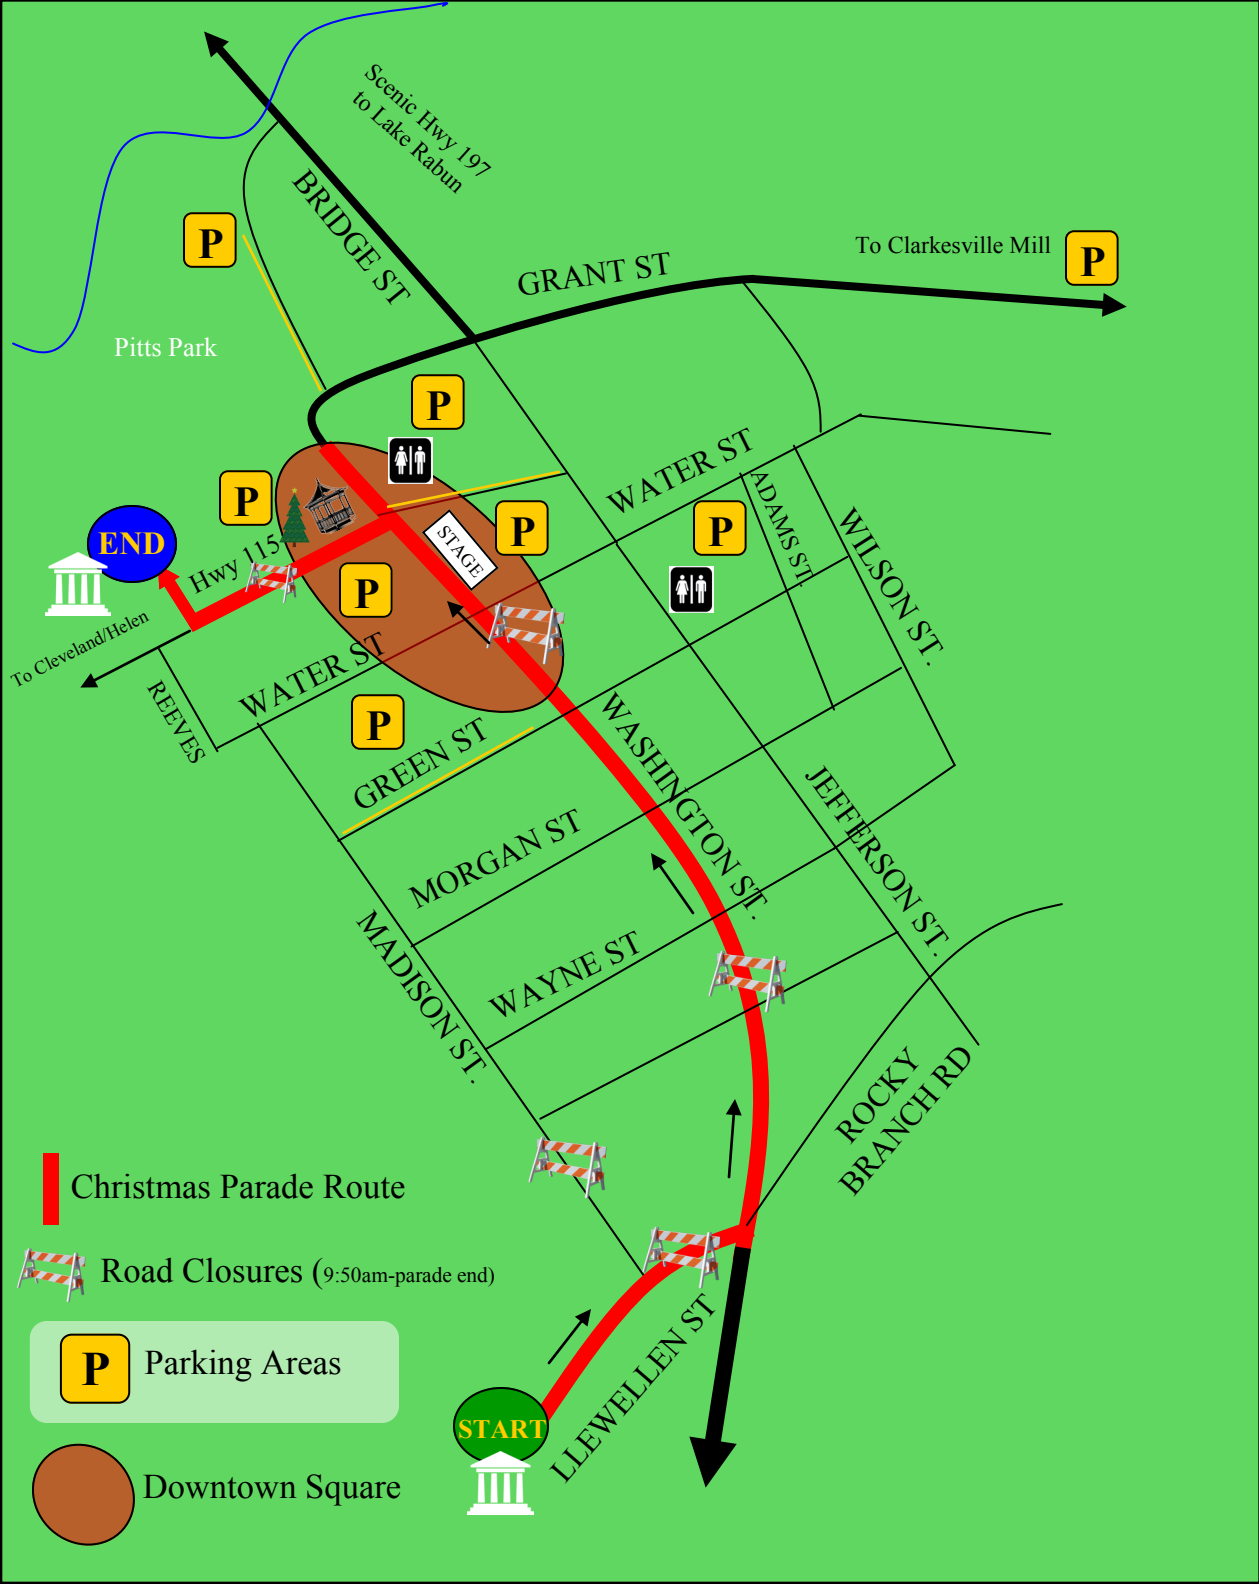 Scenic Hwy 197
to Lake Rabun
BRIDGE ST
P
GRANT ST
To Clarkesville Mill
P
Pitts Park
P
P
P
P
WATER ST
ADAMS ST.
P
WILSON ST.
END
Hwy 115
STAGE
P
To Cleveland/Helen
REEVES
WATER ST
P
GREEN ST
WASHINGTON ST.
MORGAN ST
JEFFERSON ST.
MADISON ST.
WAYNE ST
ROCKY
BRANCH RD
Christmas Parade Route
Road Closures (9:50am-parade end)
P
Parking Areas
START
LLEWELLEN ST
Downtown Square